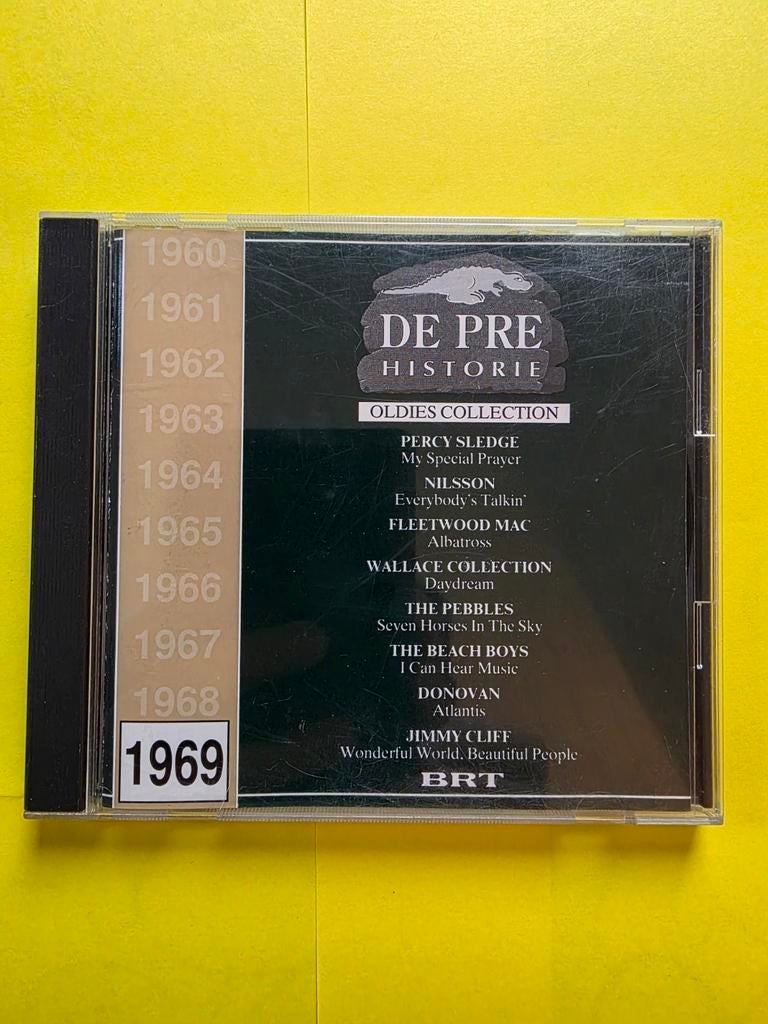 1960
1961
1962
1963
1964
1965
1966
1967
1968
1969
DE PRE
HISTORIE
OLDIES COLLECTION
PERCY SLEDGE
My Special Prayer
NILSSON
Everybody's Talkin'
FLEETWOOD MAC
Albatross
WALLACE COLLECTION
Daydream
THE PEBBLES
Seven Horses In The Sky
THE BEACH BOYS
I Can Hear Music
DONOVAN
Atlantis
JIMMY CLIFF
Wonderful World, Beautiful People
BRT